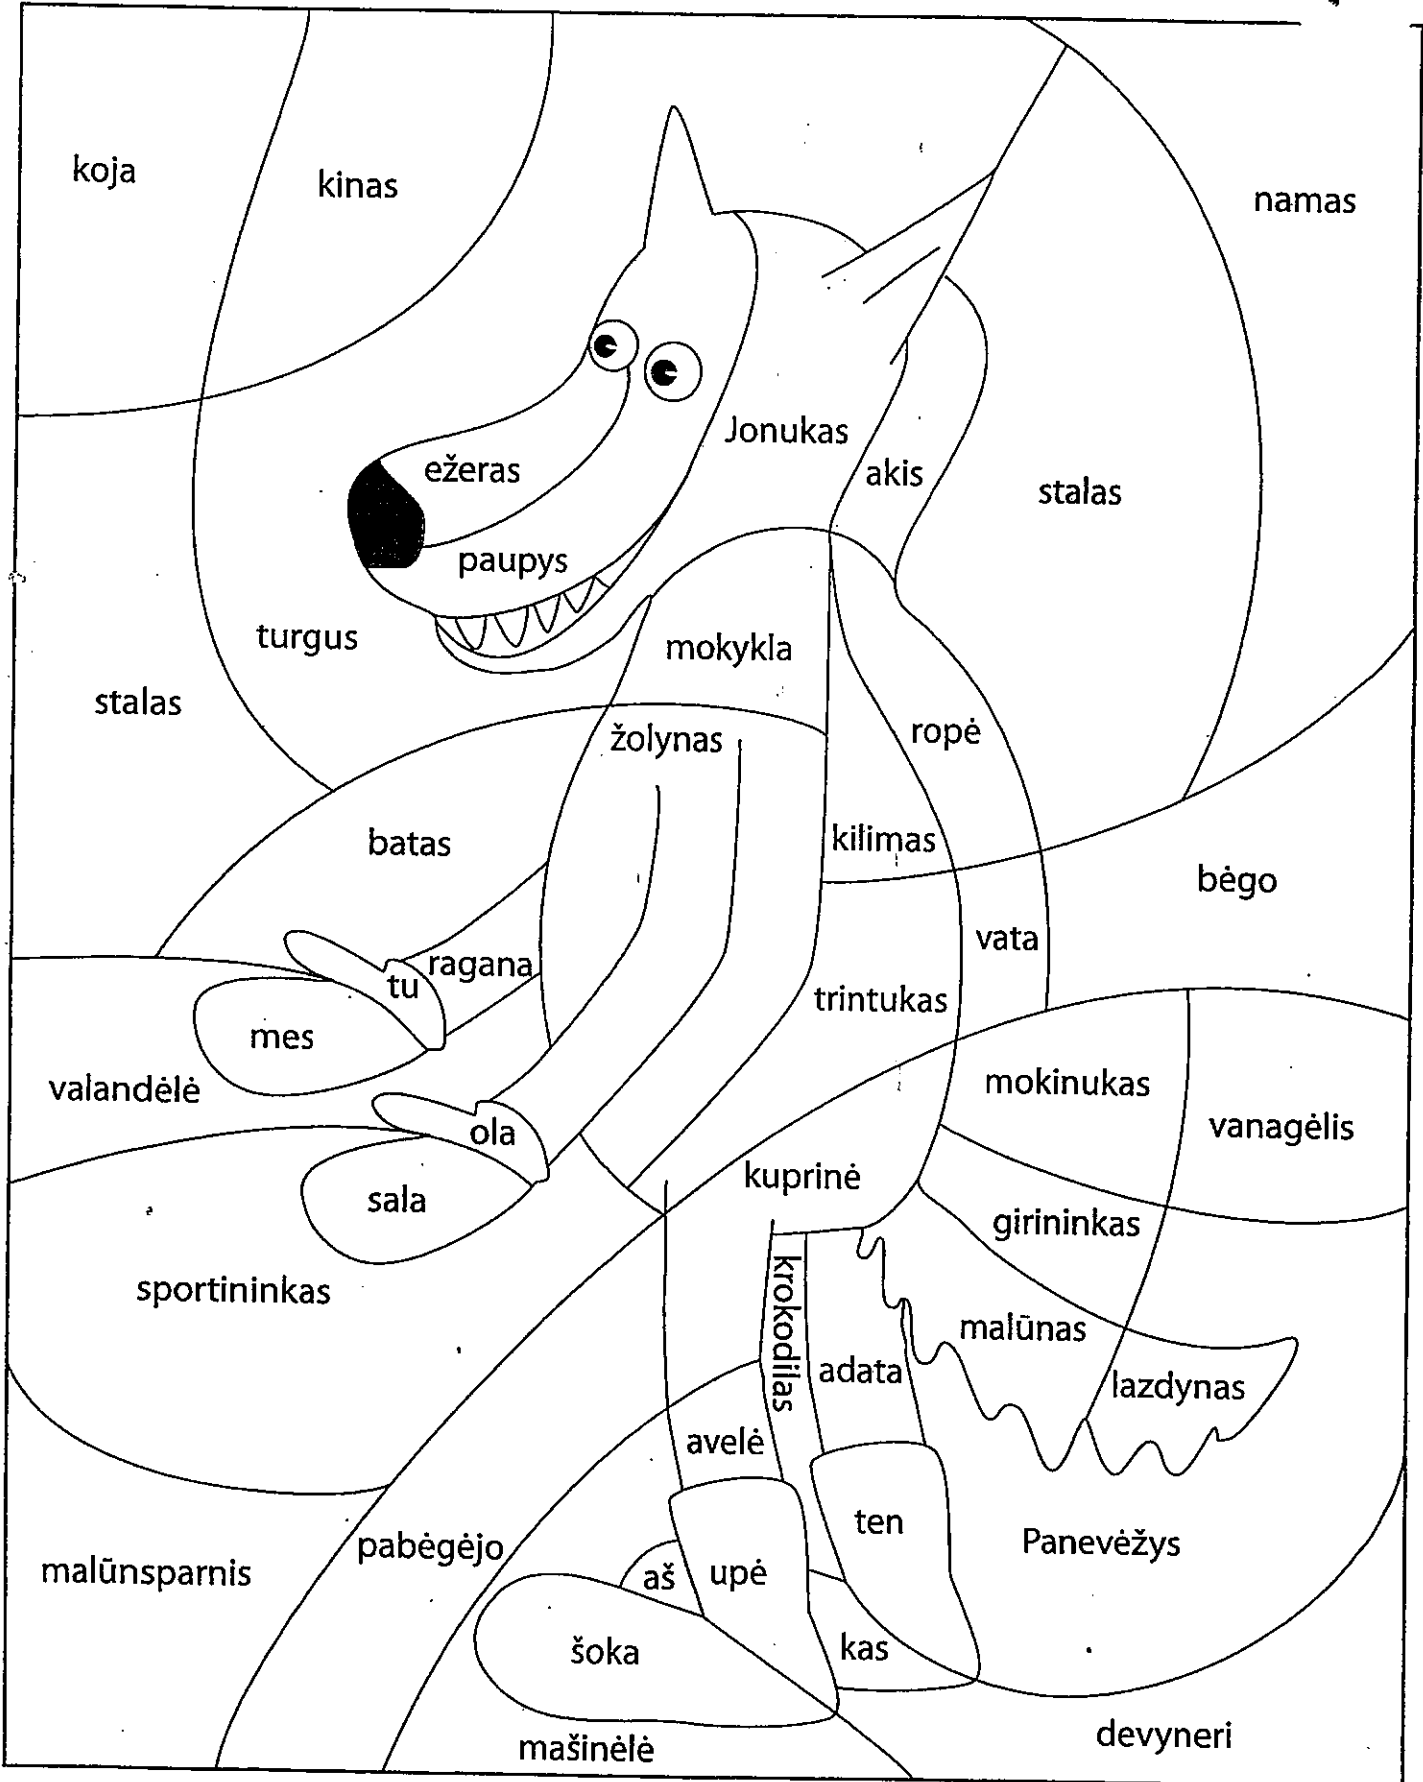 koja
kinas
namas
Jonukas
ežeras
akis
stalas
paupys
turgus
mokykla
stalas
žolynas
ropė
batas
kilimas
bėgo
ragana
vata
tu
trintukas
mes
valandėlė
mokinukas
vanagėlis
ola
kuprinė
sala
girininkas
sportininkas
krokodilas
malūnas
adata
lazdynas
avelė
ten
Panevėžys
pabėgėjo
malūnsparnis
aš
upė
šoka
kas
devyneri
mašinėlė